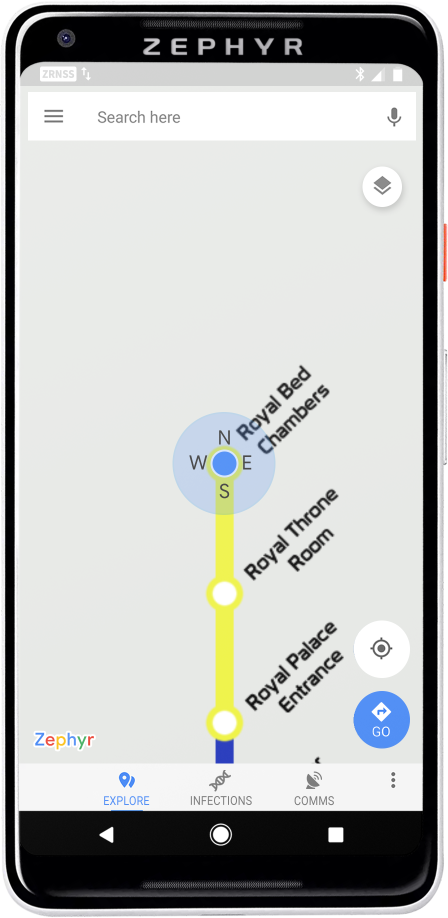 ZEPHYR
ZRNSS
Search here
Royal Bed
Chambers
N
W E
S
Royal Throne
Room
Royal Palace
Entrance
GO
Zephyr
EXPLORE INFECTIONS COMMS